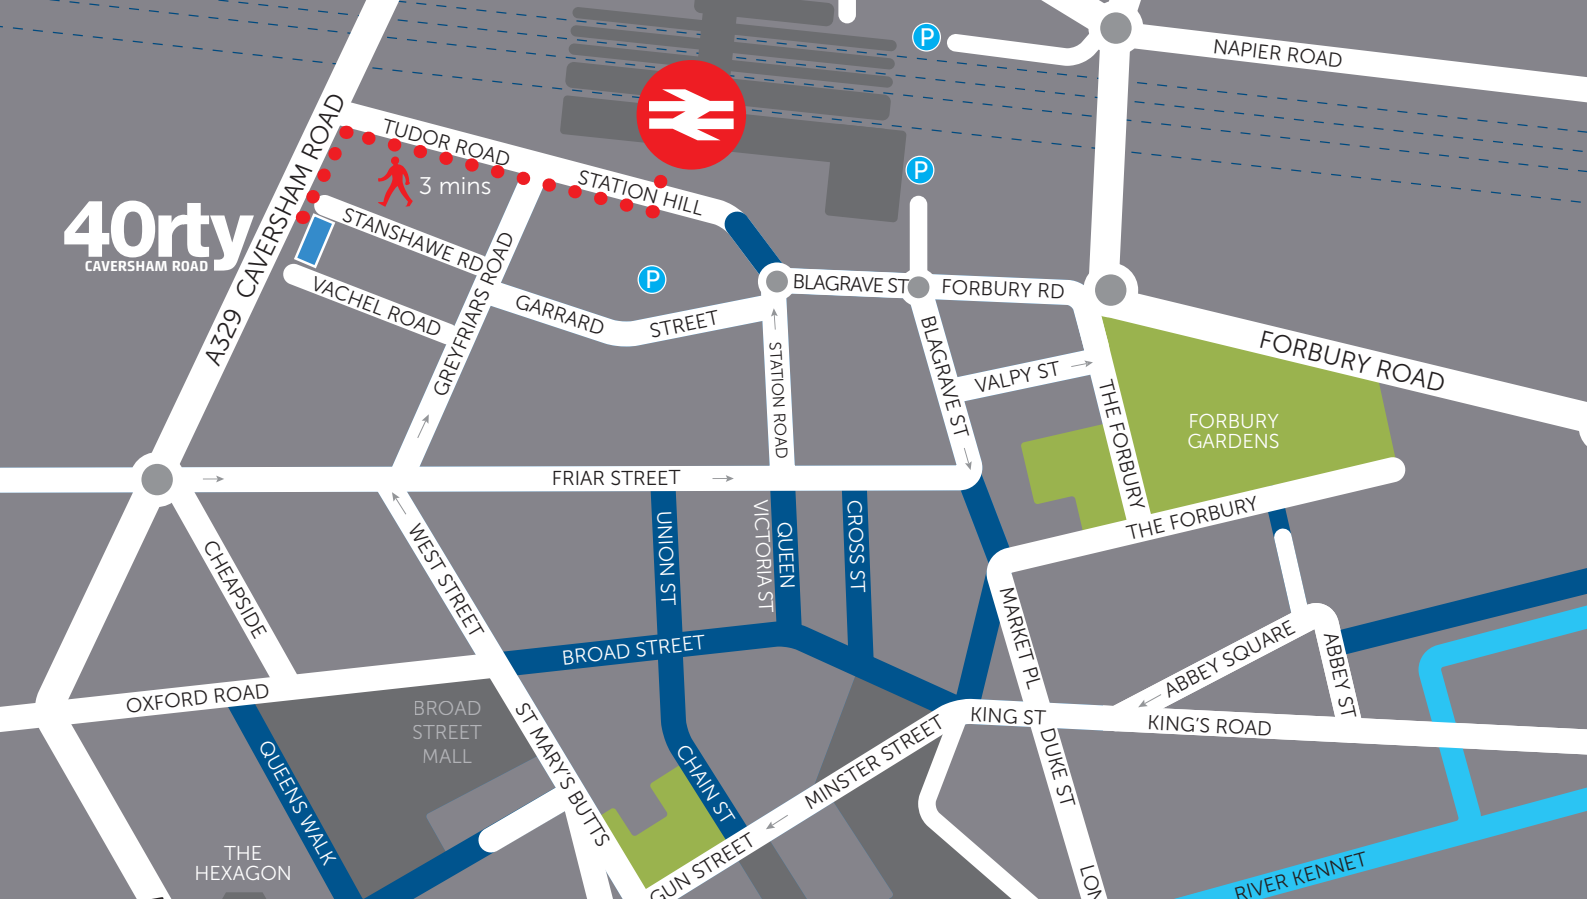 P
NAPIER ROAD
TUDOR ROAD
3 mins
STATION HILL
P
A329 CAVERSHAM ROAD
40rty
CAVERSHAM ROAD
STANSHAWE RD
VACHEL ROAD
GREYFRIARS ROAD
GARRARD
STREET
P
BLAGRAVE ST
FORBURY RD
FORBURY ROAD
STATION ROAD
BLAGRAVE ST
VALPY ST
THE FORBURY
FORBURY
GARDENS
FRIAR STREET
THE FORBURY
CHEAPSIDE
WEST STREET
UNION ST
QUEEN
VICTORIA ST
CROSS ST
MARKET PL
ABBEY SQUARE
ABBEY ST
BROAD STREET
OXFORD ROAD
BROAD
STREET
MALL
KING ST
KING'S ROAD
QUEENS WALK
ST MARY'S BUTTS
CHAIN ST
MINSTER STREET
DUKE ST
GUN STREET
THE
HEXAGON
RIVER KENNET
LON